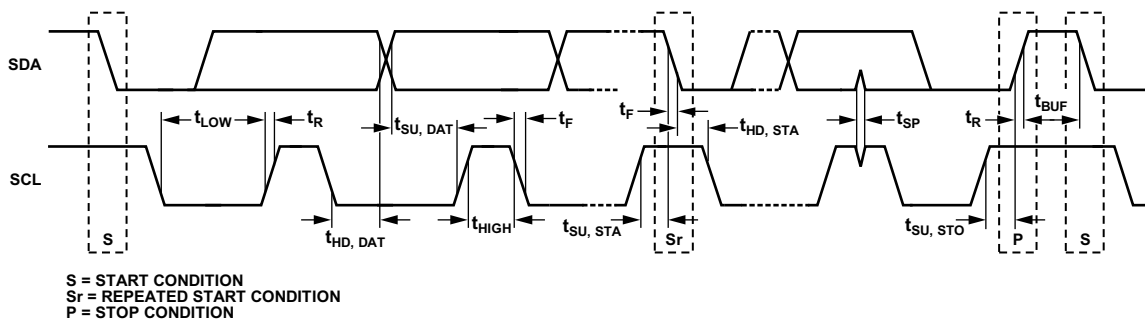 SDA
tLOW
tR
tSU, DAT
tF
tF
tHD, STA
tSP
tR
tBUF
SCL
tHD, DAT
tHIGH
tSU, STA
tSU, STO
S
Sr
P
S
S = START CONDITION
Sr = REPEATED START CONDITION
P = STOP CONDITION